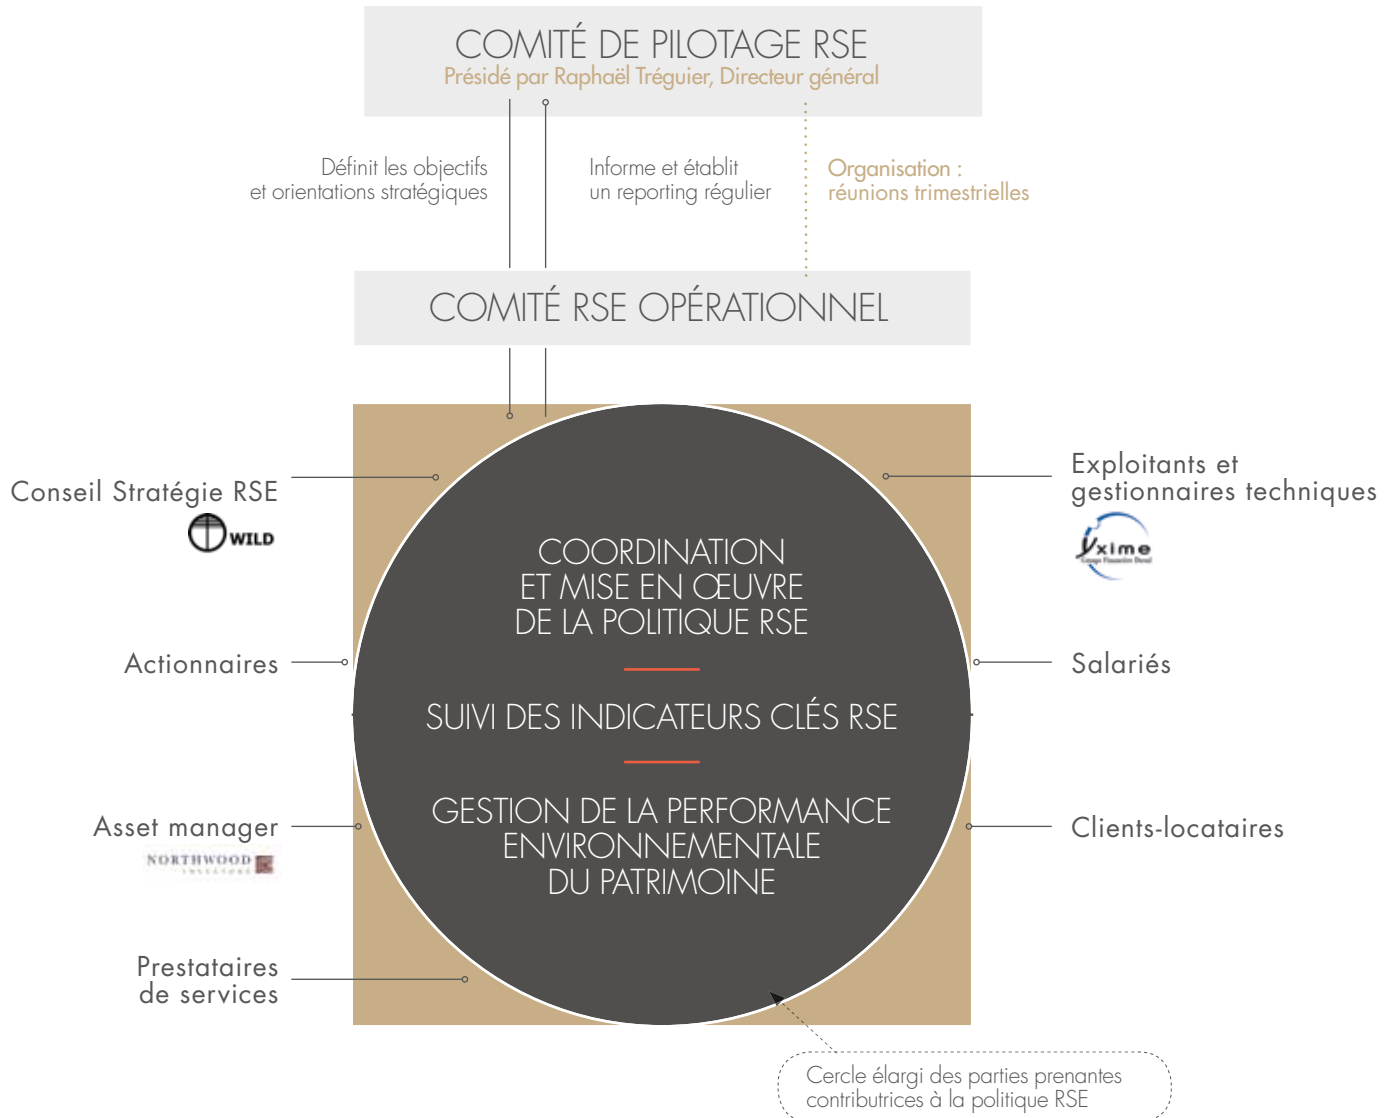 COMITÉ DE PILOTAGE RSE
Présidé par Raphaël Tréguier, Directeur général
Définit les objectifs
et orientations stratégiques
Informe et établit
un reporting régulier
Organisation :
réunions trimestrielles
COMITÉ RSE OPÉRATIONNEL
Conseil Stratégie RSE
WILD
Actionnaires
Asset manager
NORTHWOOD
INVESTORS
Prestataires
de services
COORDINATION
ET MISE EN ŒUVRE
DE LA POLITIQUE RSE
SUIVI DES INDICATEURS CLÉS RSE
GESTION DE LA PERFORMANCE
ENVIRONNEMENTALE
DU PATRIMOINE
Exploitants et
gestionnaires techniques
Yxime
Groupe Financière Duval
Salariés
Clients-locataires
Cercle élargi des parties prenantes
contributrices à la politique RSE